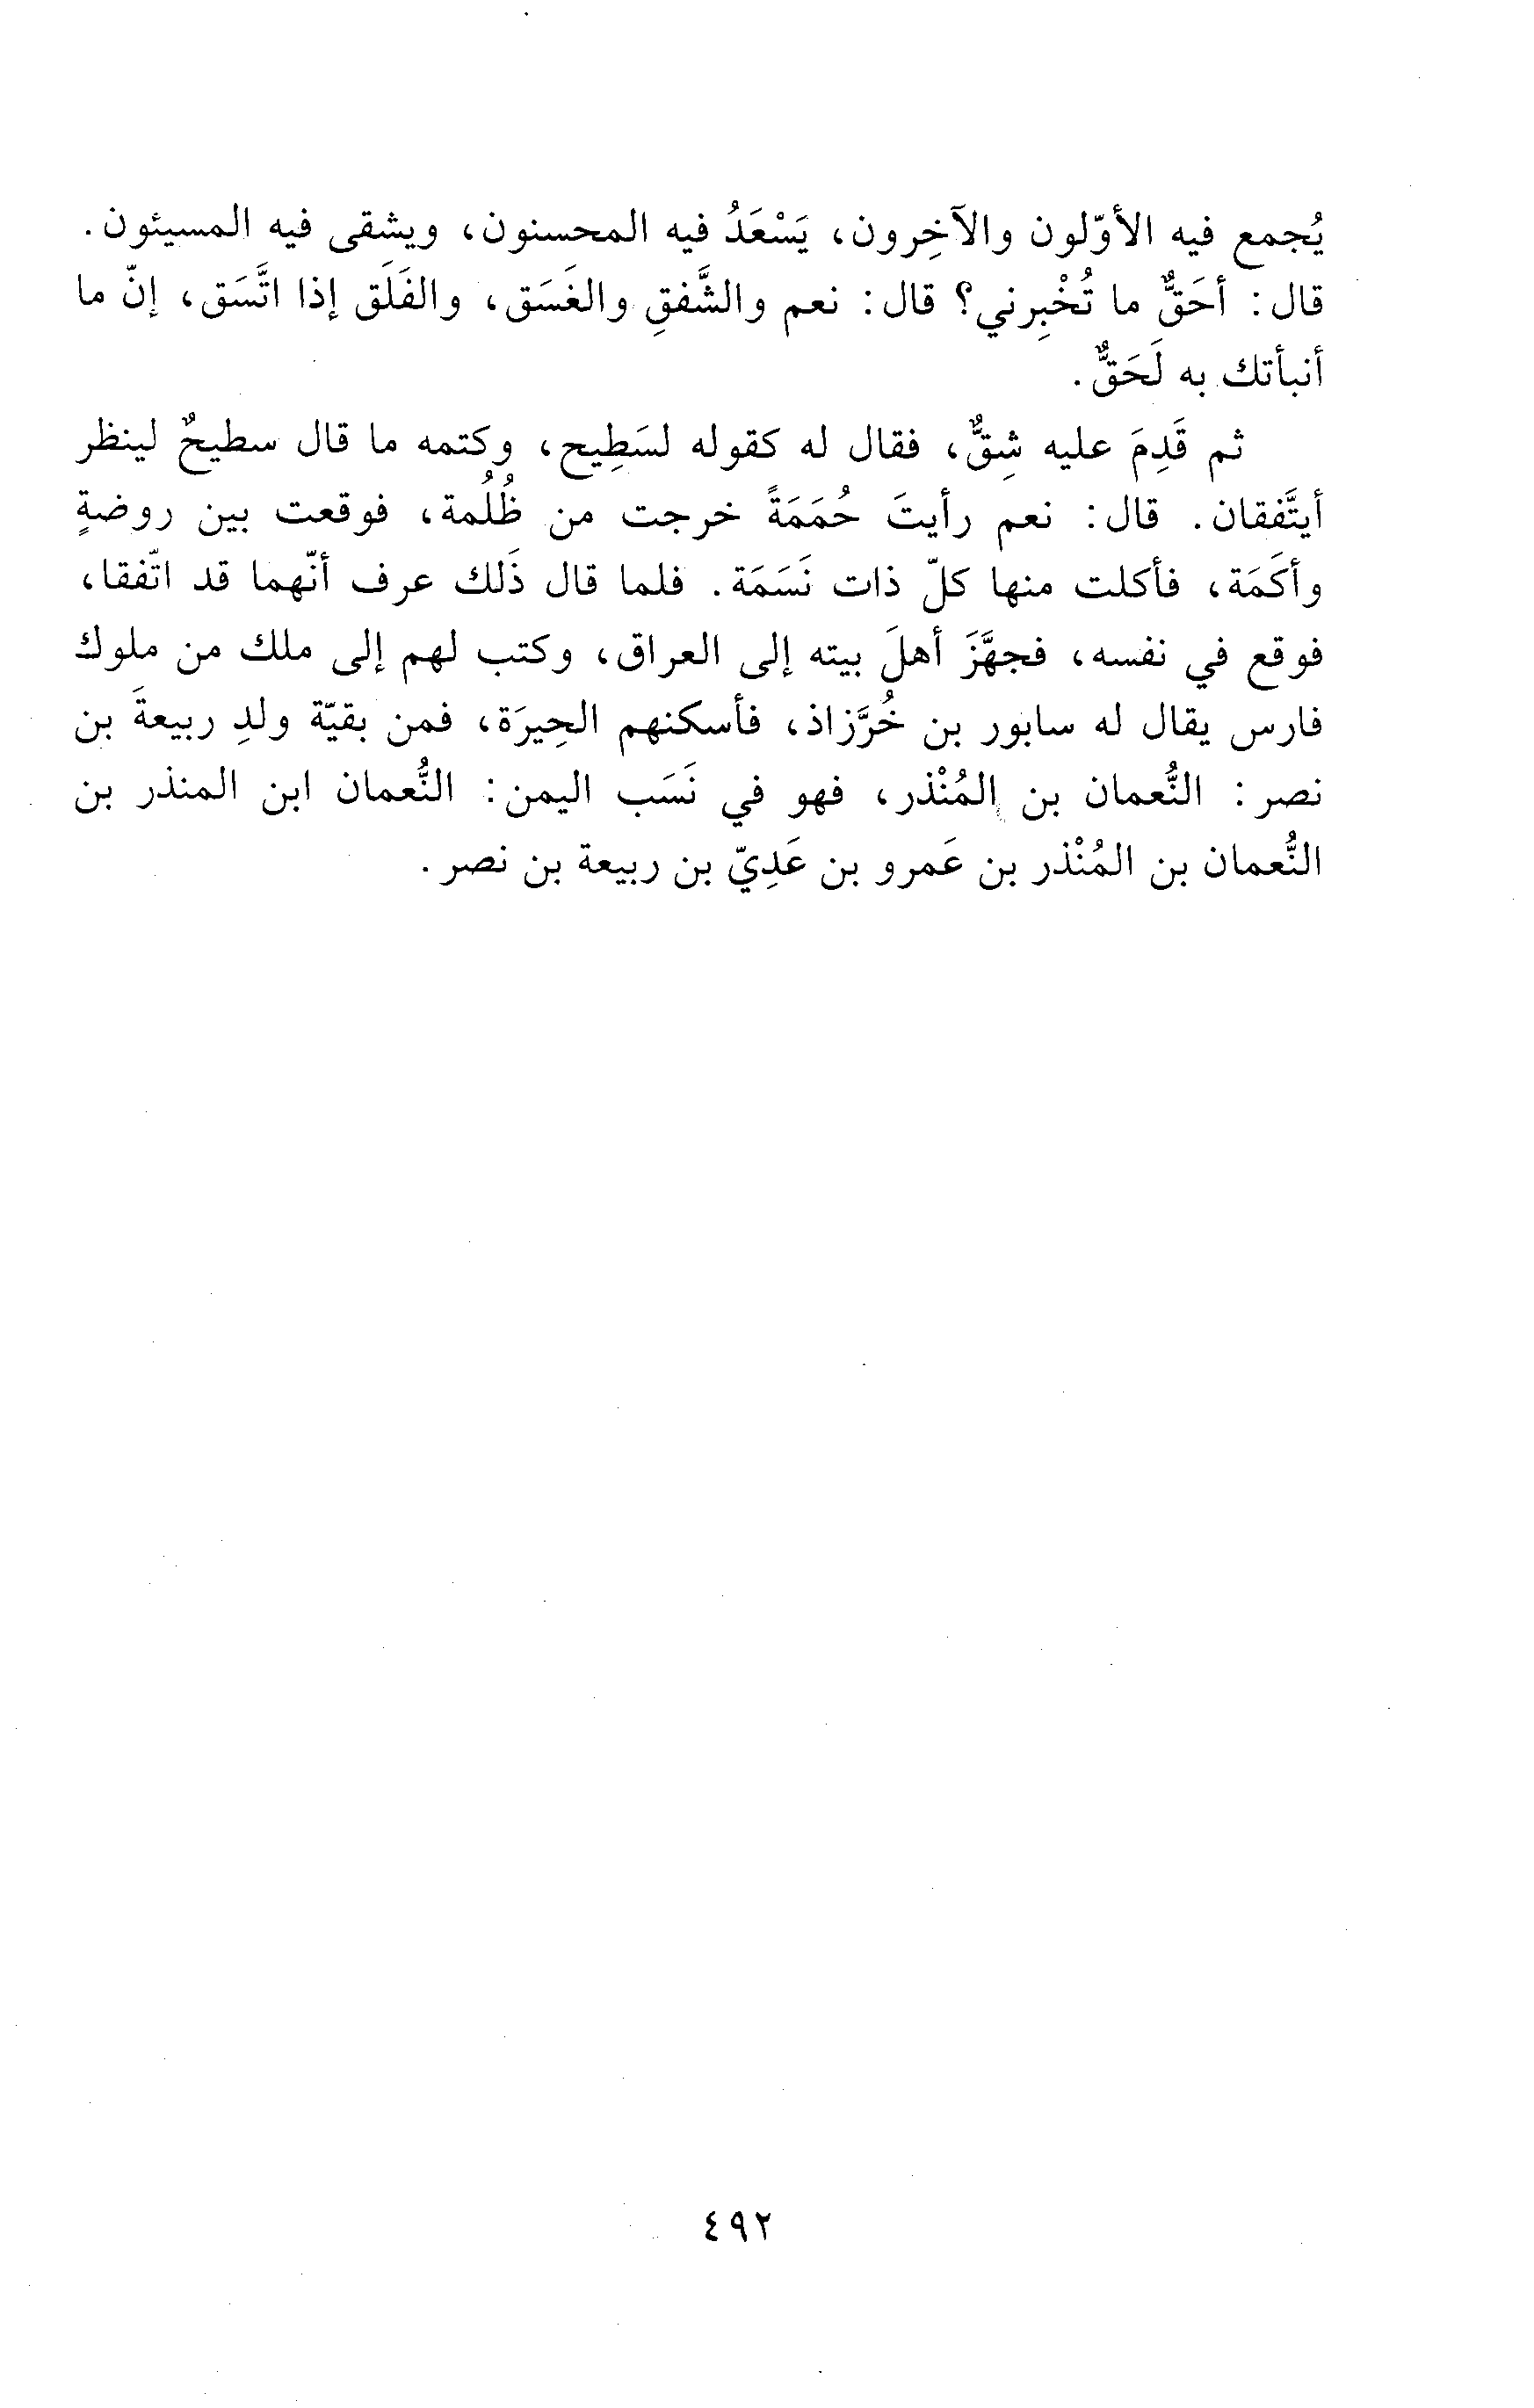 يُجمع فيه الأوّلون والآخِرون، يَسْعَدُ فيه المحسنون، ويشقى فيه المسيئون.
قال: أحَقٌّ ما تُخْبِرني؟ قال: نعم والشَّفقِ والغَسَق، والفَلَق إذا اتَّسَق، إنّ ما
أنبأتك به لَحَقٌّ.
ثم قَدِمَ عليه شِقٌّ، فقال له كقوله لسَطِيح، وكتمه ما قال سطيحٌ لينظر
أيتَّفقان. قال: نعم رأيتَ حُمَمَةً خرجت من ظُلُمة، فوقعت بين روضةٍ
وأكَمَة، فأكلت منها كلّ ذات نَسَمَة. فلما قال ذَلك عرف أنّهما قد اتّفقا،
فوقع في نفسه، فجهَّزَ أهلَ بيته إلى العراق، وكتب لهم إلى ملك من ملوك
فارس يقال له سابور بن خُرَّزاذ، فأسكنهم الحِيرَة، فمن بقيّة ولدِ ربيعةَ بن
نصر: النُّعمان بن المُنْذر، فهو في نَسَب اليمن: النُّعمان ابن المنذر بن
النُّعمان بن المُنْذر بن عَمرو بن عَدِيّ بن ربيعة بن نصر.
٤٩٢